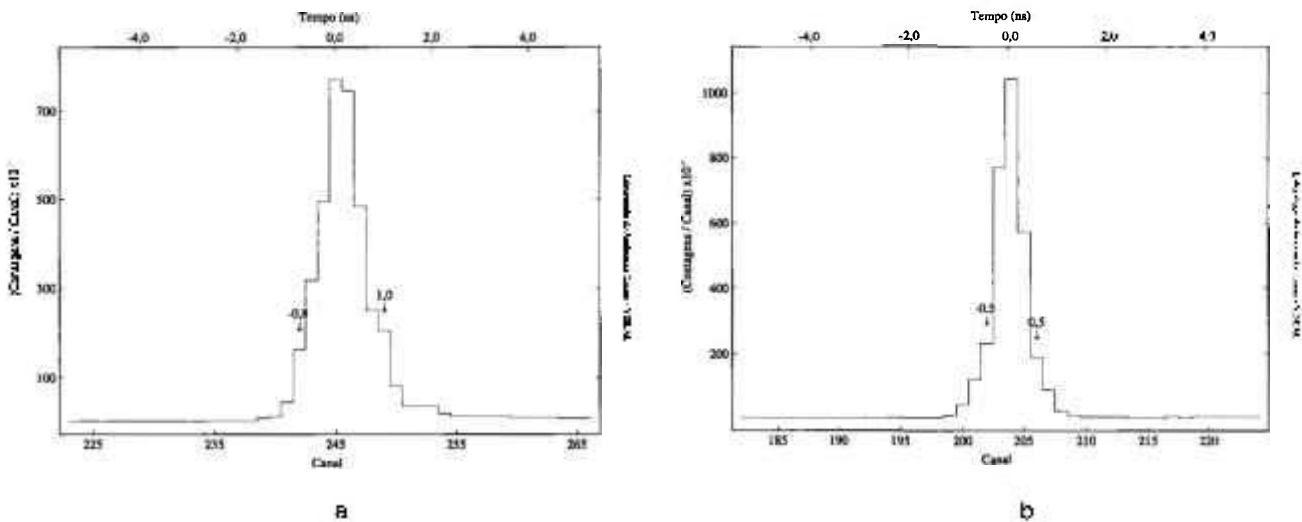 Tempo (ns)
-4,0 -2,0 0,0 2,0 4,0
700
500
300
100
-0,8
1,0
225 235 245 255 265
Canal
a
Tempo (ns)
-4,0 -2,0 0,0 2,0
1000
800
600
400
200
(Contagens / Canal)
-0,5
0,5
185 190 195 200 205 210 215 220
Canal
b